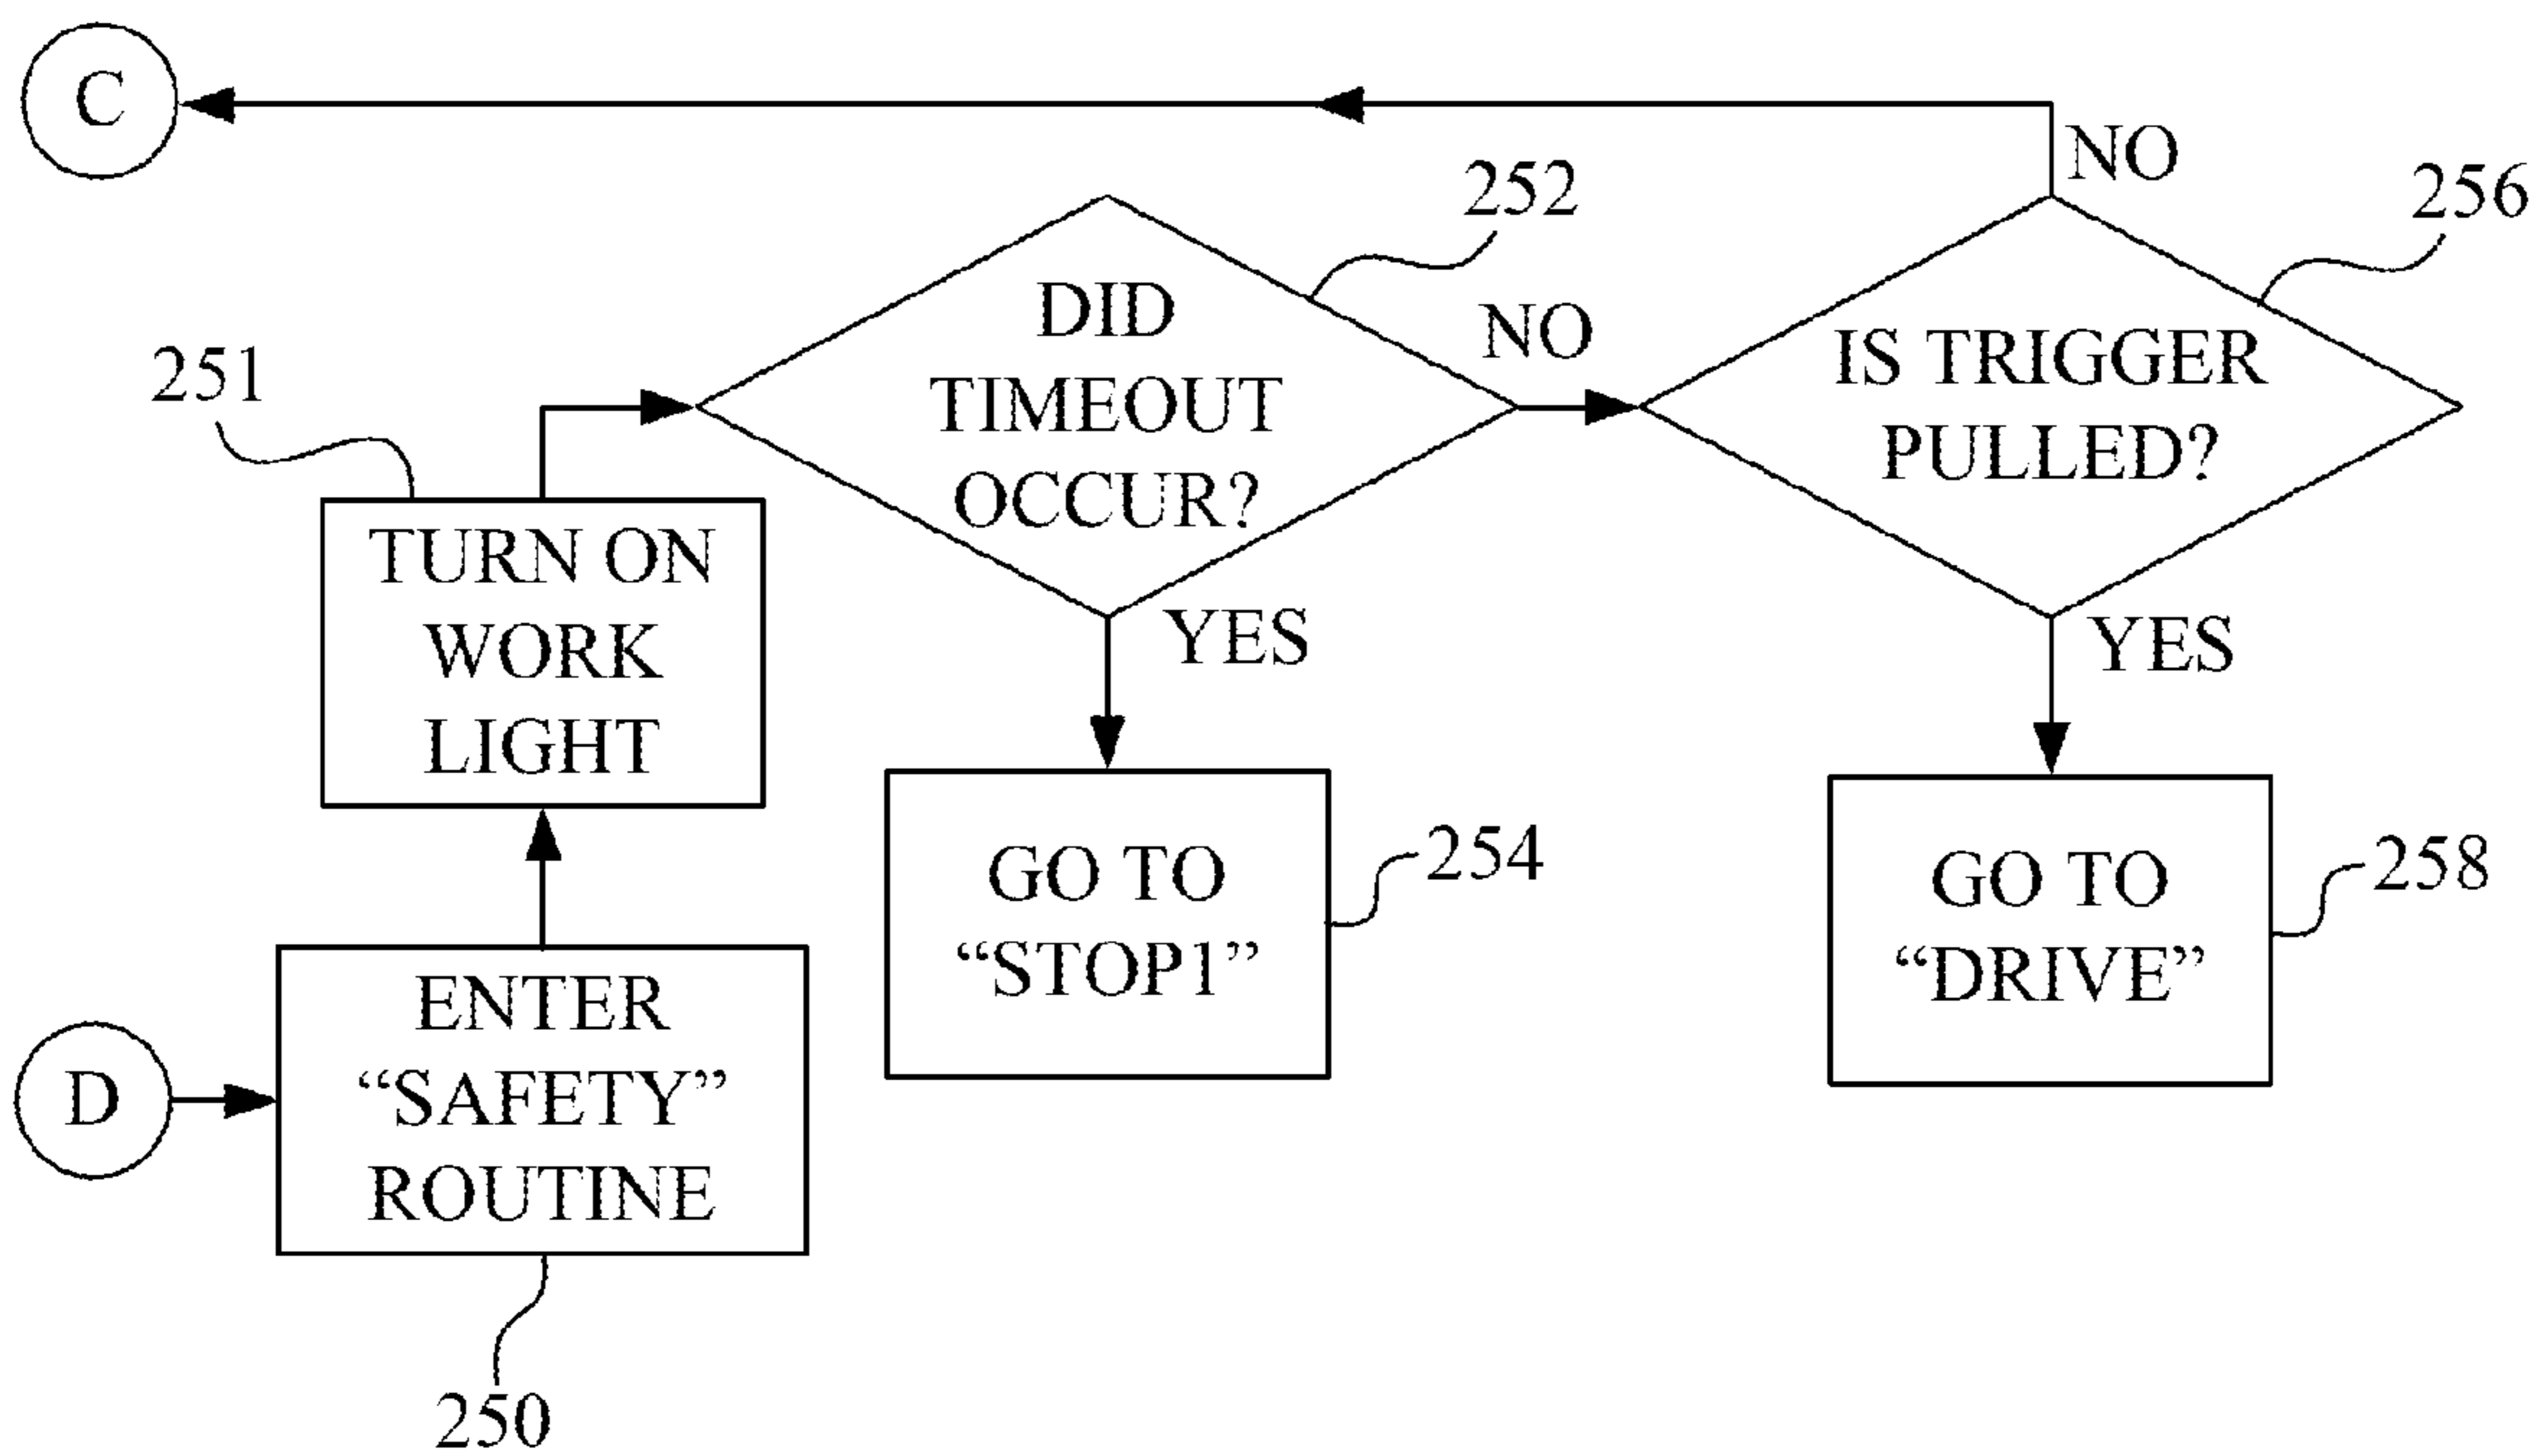 C
NO
252
256
DID
TIMEOUT
OCCUR?
NO
IS TRIGGER
PULLED?
251
TURN ON
WORK
LIGHT
YES
YES
GO TO
“STOP1”
254
GO TO
“DRIVE”
258
D
ENTER
“SAFETY”
ROUTINE
250